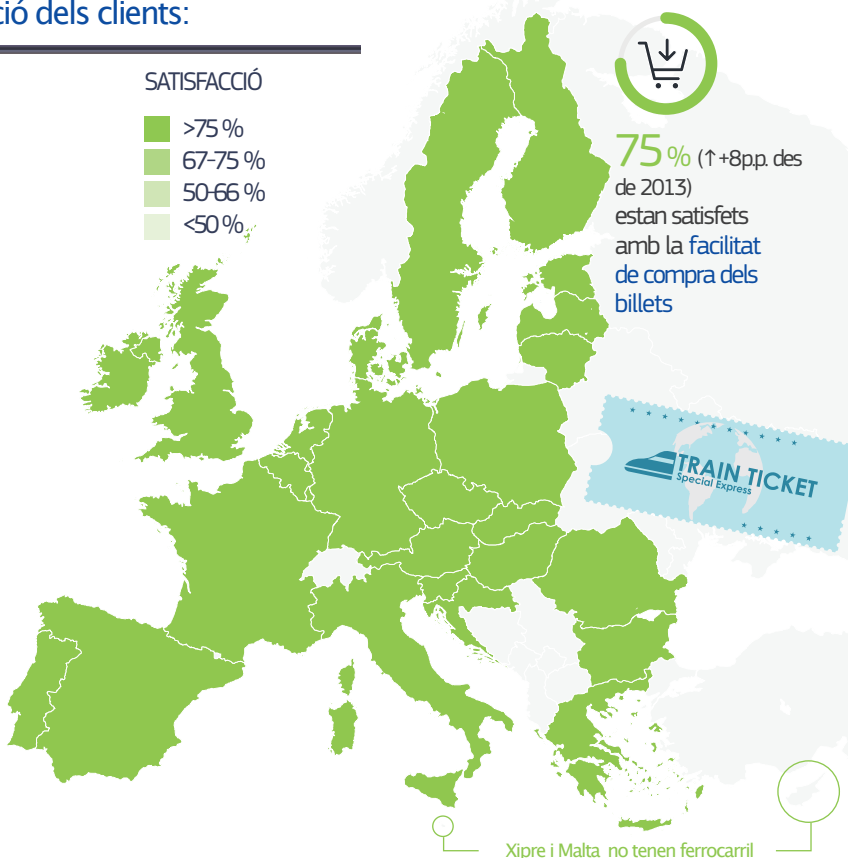 ció dels clients:
SATISFACCIÓ
>75 %
67-75 %
50-66 %
<50 %
75 % (↑+8p.p. des
de 2013)
estan satisfets
amb la facilitat
de compra dels
billets
TRAIN TICKET
Special Express
Xipre i Malta no tenen ferrocarril